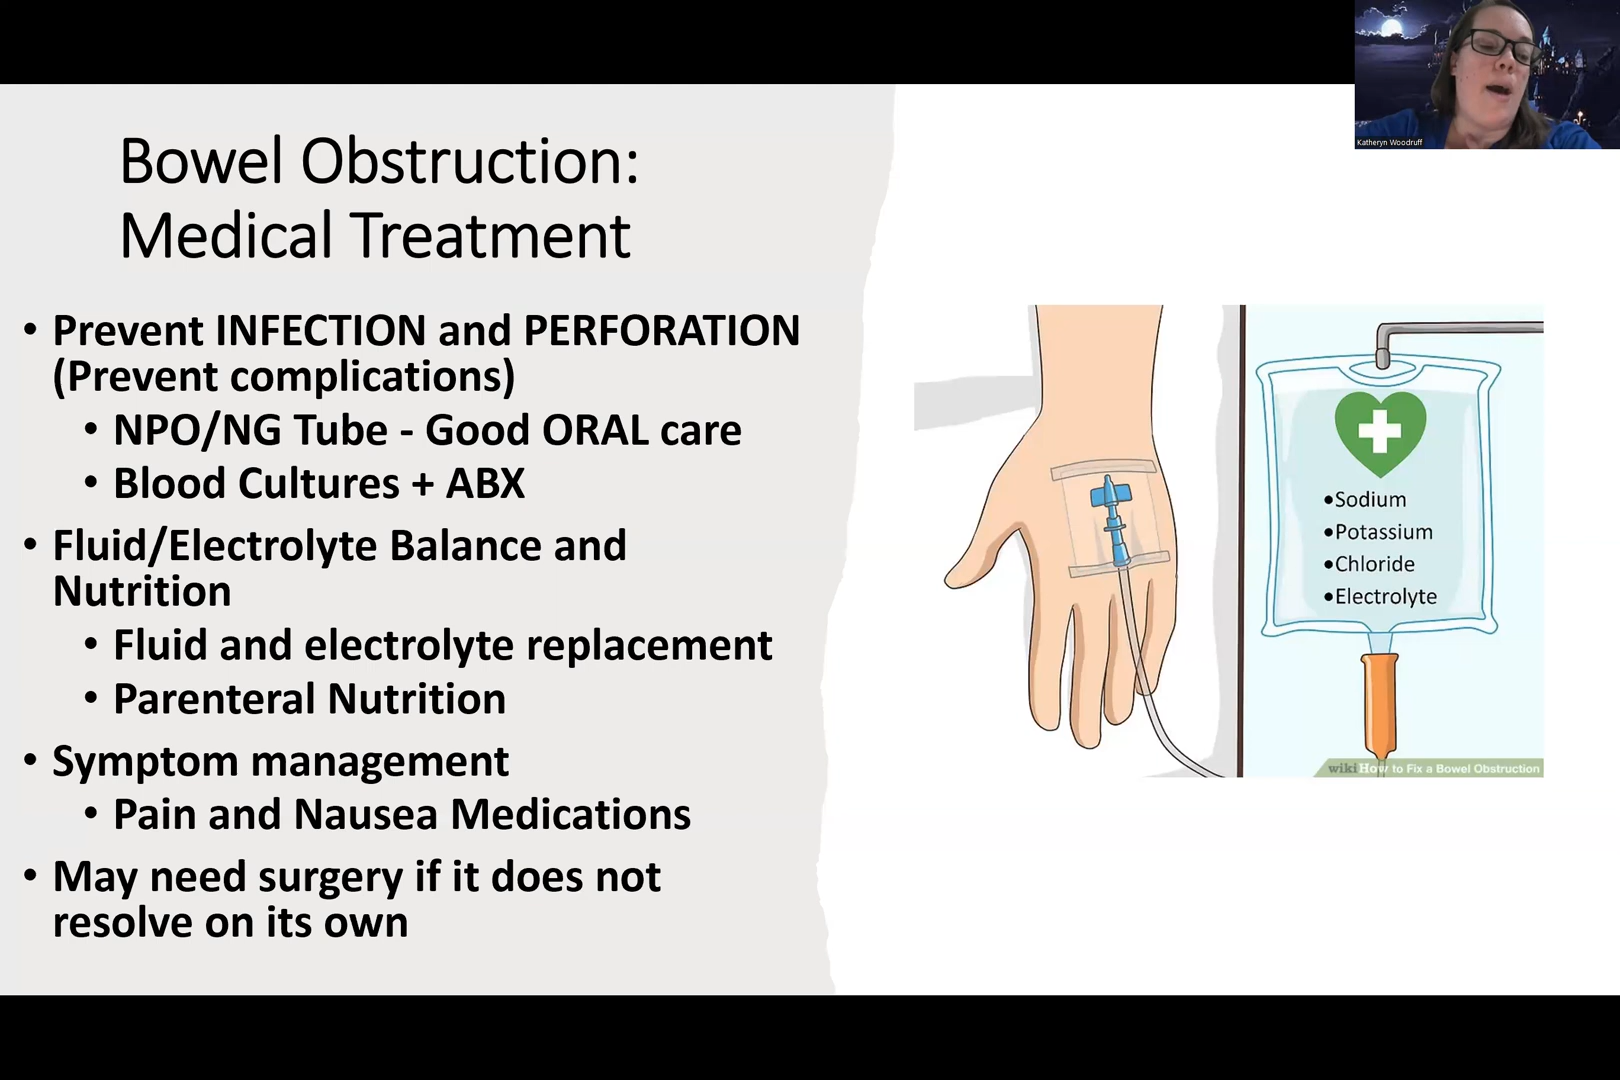 Katheryn Woodruff
Bowel Obstruction:
Medical Treatment
• Prevent INFECTION and PERFORATION
(Prevent complications)
• NPO/NG Tube - Good ORAL care
• Blood Cultures + ABX
• Fluid/Electrolyte Balance and
Nutrition
• Fluid and electrolyte replacement
• Parenteral Nutrition
• Symptom management
• Pain and Nausea Medications
• May need surgery if it does not
resolve on its own
•Sodium
•Potassium
•Chloride
•Electrolyte
wikiHow to Fix a Bowel Obstruction